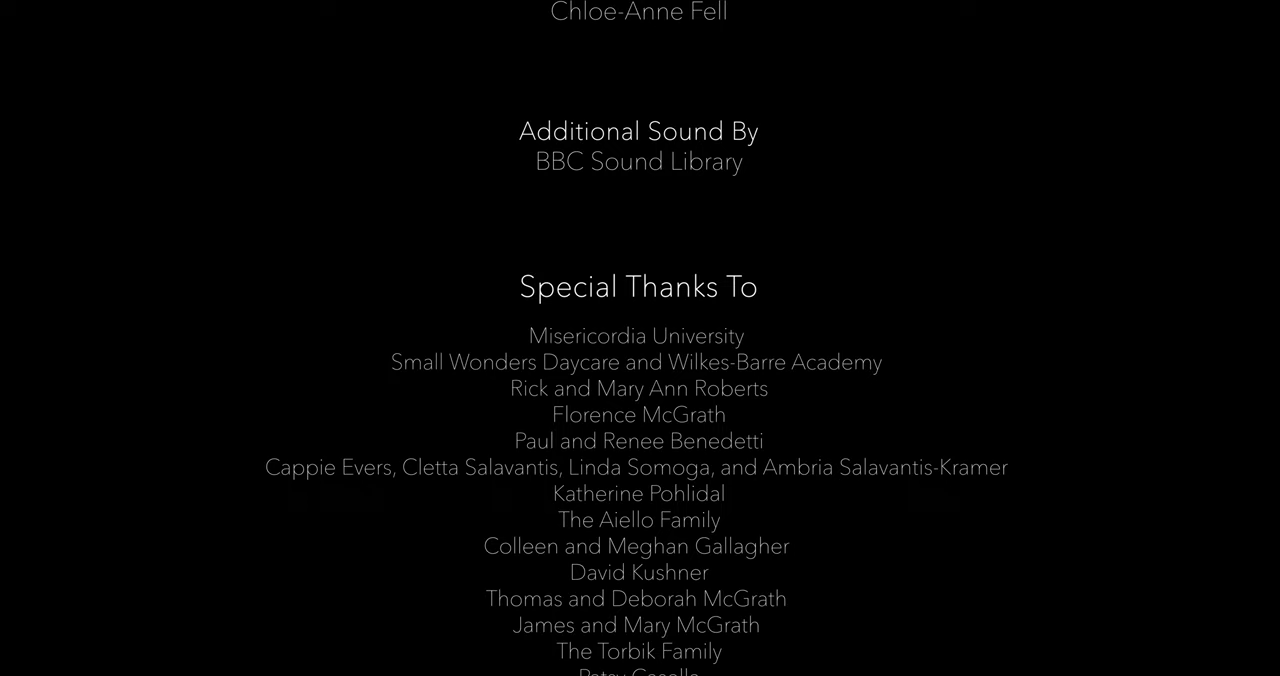 Chloe-Anne Fell
Additional Sound By
BBC Sound Library
Special Thanks To
Misericordia University
Small Wonders Daycare and Wilkes-Barre Academy
Rick and Mary Ann Roberts
Florence McGrath
Paul and Renee Benedetti
Cappie Evers, Cletta Salavantis, Linda Somoga, and Ambria Salavantis-Kramer
Katherine Pohlidal
The Aiello Family
Colleen and Meghan Gallagher
David Kushner
Thomas and Deborah McGrath
James and Mary McGrath
The Torbik Family